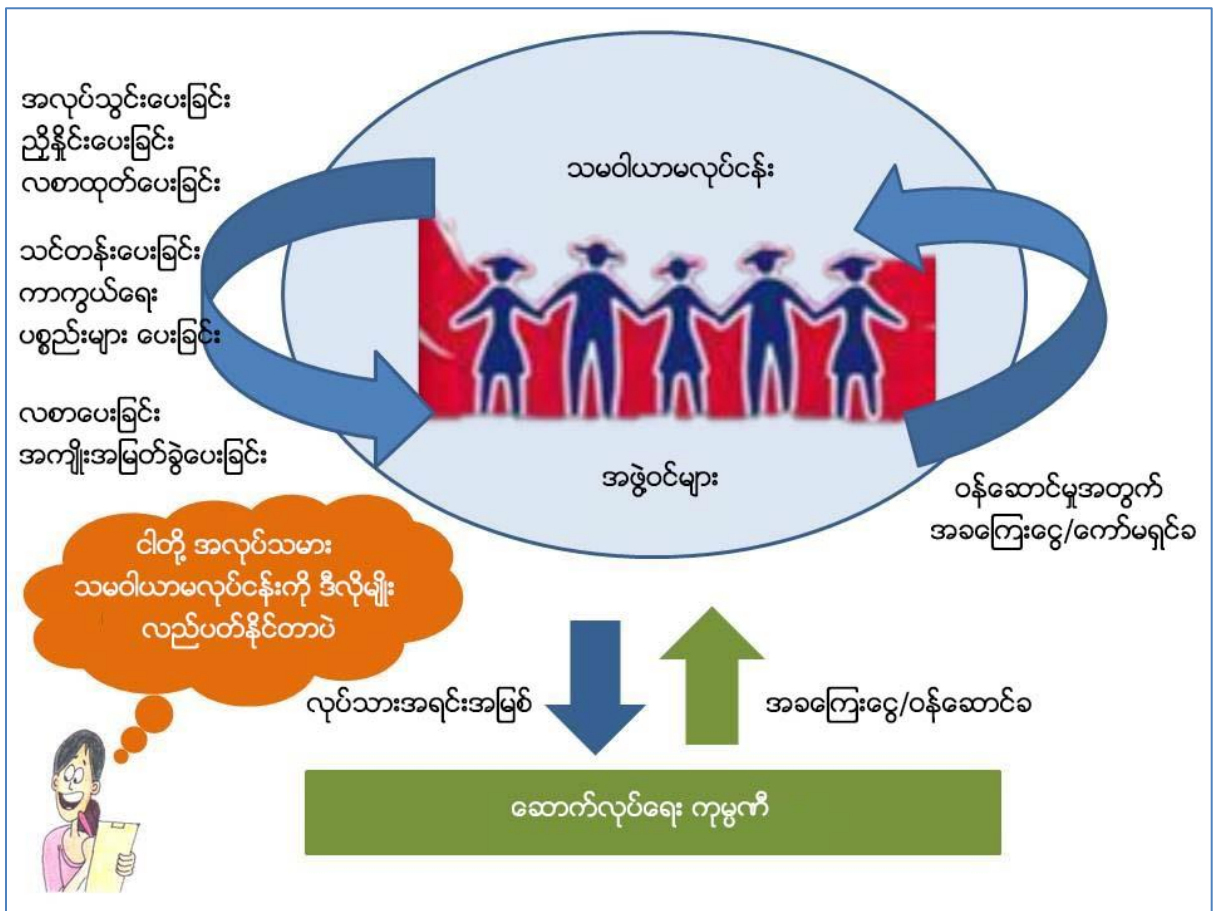 အလုပ်သွင်းပေးခြင်း
ညှိနှိုင်းပေးခြင်း
လစာထုတ်ပေးခြင်း
သင်တန်းပေးခြင်း
ကာကွယ်ရေး
ပစ္စည်းများ ပေးခြင်း
လစာပေးခြင်း
အကျိုးအမြတ်ခွဲပေးခြင်း
သမဝါယာမလုပ်ငန်း
အဖွဲ့ဝင်များ
ဝန်ဆောင်မှုအတွက်
အခကြေးငွေ/ကော်မရှင်ခ
ငါတို့ အလုပ်သမား
သမဝါယာမလုပ်ငန်းကို ဒီလိုမျိုး
လည်ပတ်နိုင်တာပဲ
လုပ်သားအရင်းအမြစ်
အခကြေးငွေ/ဝန်ဆောင်ခ
ဆောက်လုပ်ရေး ကုမ္ပဏီ